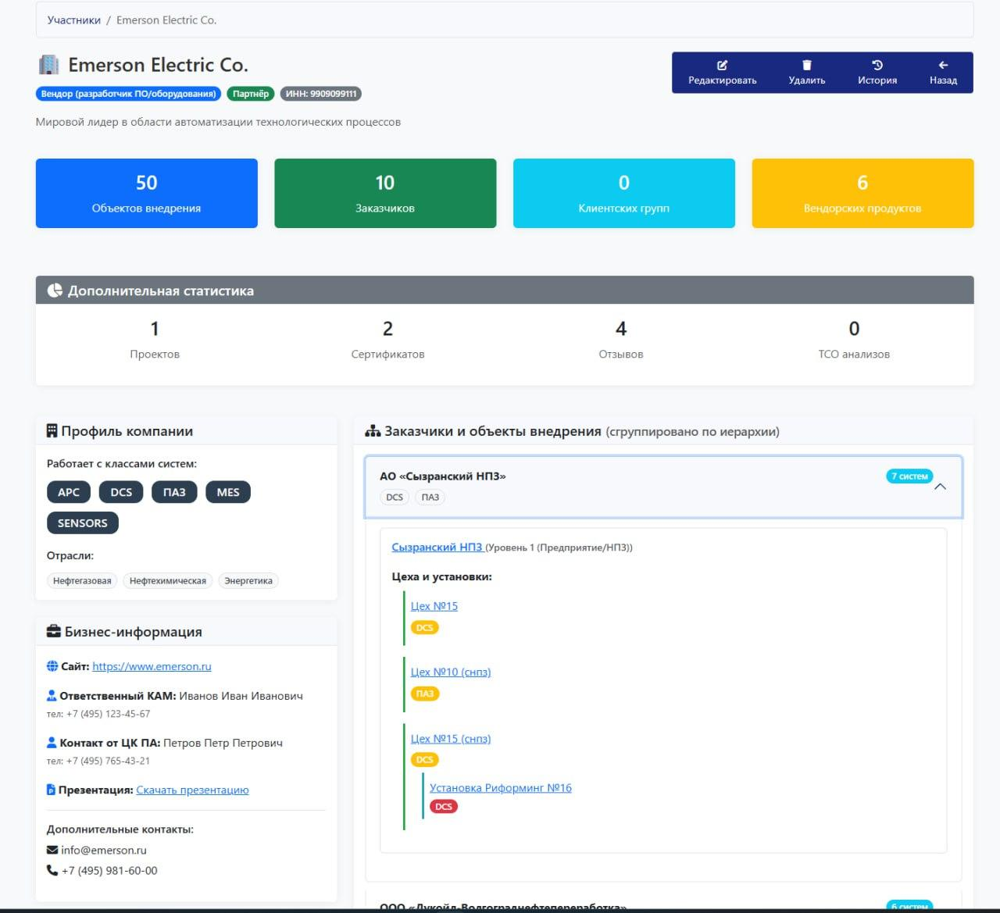 Участники / Emerson Electric Co.
Emerson Electric Co.
Редактировать
Удалить
История
Назад
Вендор (разработчик ПО/оборудования)
Партнёр
ИНН: 9909099111
Мировой лидер в области автоматизации технологических процессов
50
Объектов внедрения
10
Заказчиков
0
Клиентских групп
6
Вендорских продуктов
Дополнительная статистика
1
Проектов
2
Сертификатов
4
Отзывов
0
TCO анализов
Профиль компании
Работает с классами систем:
APC
DCS
ПАЗ
MES
SENSORS
Отрасли:
Нефтегазовая
Нефтехимическая
Энергетика
Бизнес-информация
Сайт: https://www.emerson.ru
Ответственный КАМ: Иванов Иван Иванович
тел: +7 (495) 123-45-67
Контакт от ЦК ПА: Петров Петр Петрович
тел: +7 (495) 765-43-21
Презентация: Скачать презентацию
Дополнительные контакты:
info@emerson.ru
+7 (495) 981-60-00
Заказчики и объекты внедрения (сгруппировано по иерархии)
АО «Сызранский НПЗ»
7 систем
DCS
ПАЗ
Сызранский НПЗ (Уровень 1 (Предприятие/НПЗ))
Цеха и установки:
Цех №15
DCS
Цех №10 (снпз)
ПАЗ
Цех №15 (снпз)
DCS
Установка Риформинг №16
DCS
ООО «Лукойл-Волгограднефтепереработка»
6 систем